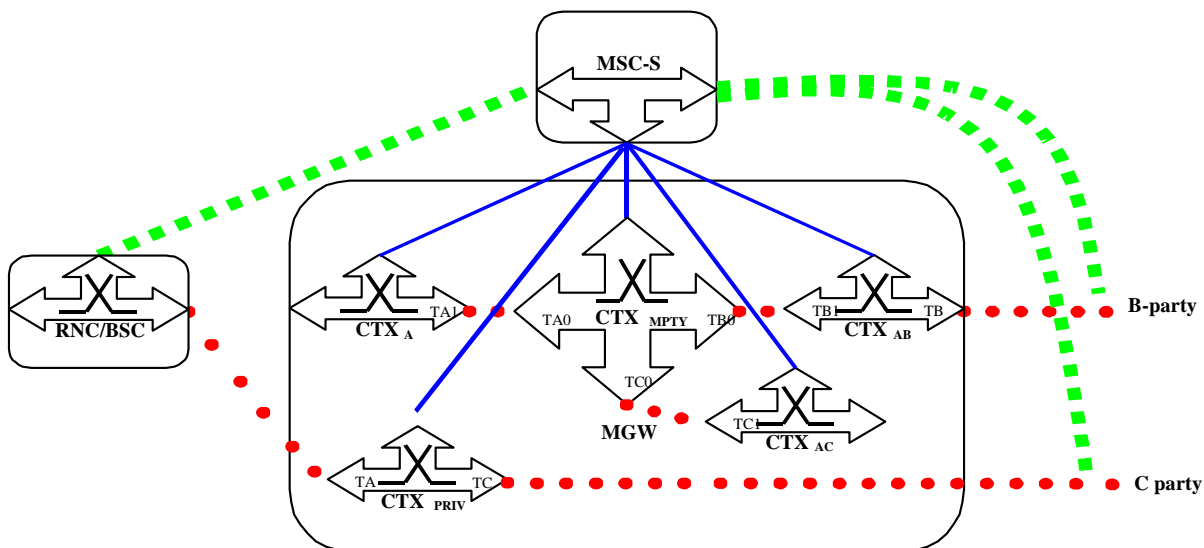 MSC-S
RNC/BSC
TA1
CTX A
TA0
CTX MPTY
TB0
TB1
TB
CTX AB
B-party
TC0
MGW
TC1
CTX AC
TA
TC
CTX PRIV
C party